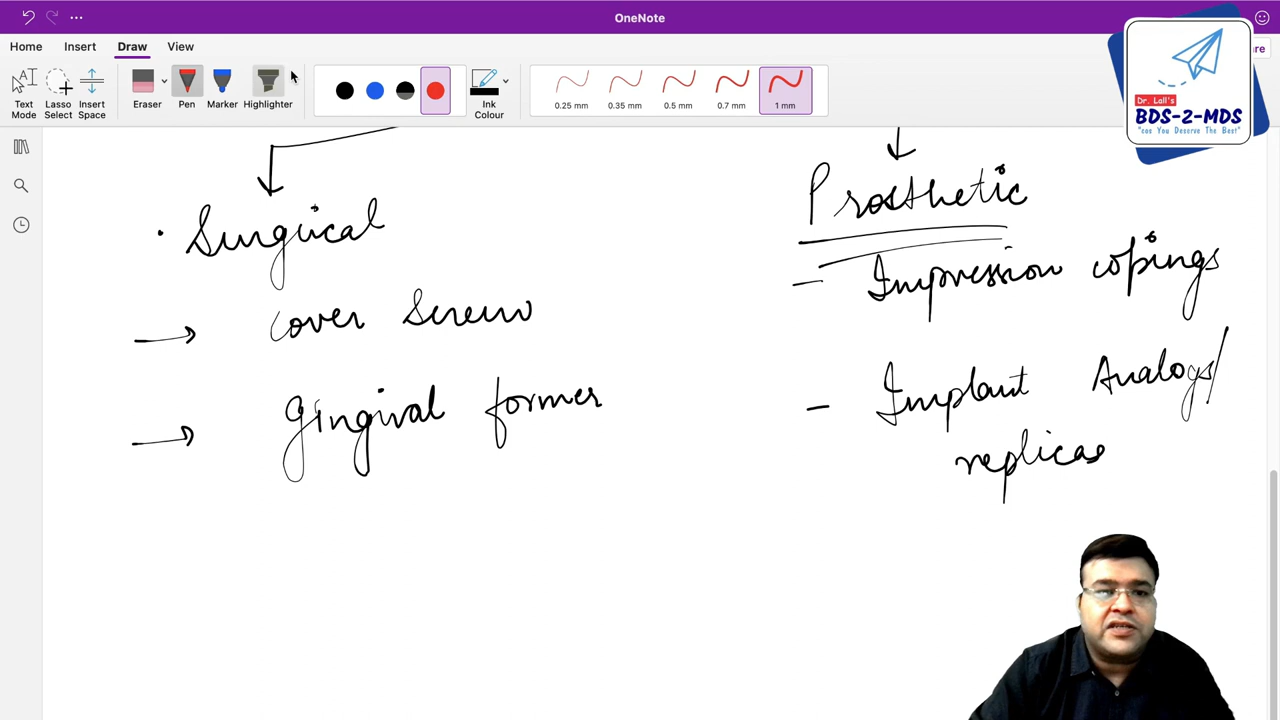 OneNote
Home Insert Draw View
re
Text Mode
Lasso Select
Insert Space
Eraser
Pen
Marker
Highlighter
Ink Colour
0.25 mm
0.35 mm
0.5 mm
0.7 mm
1 mm
Dr. Lall's
BDS-2-MDS
"cos You Deserve The Best"
Surgical
→ cover Screw
→ gingival former
Prosthetic
- Impression copings
- Implant Analogs/
replicas